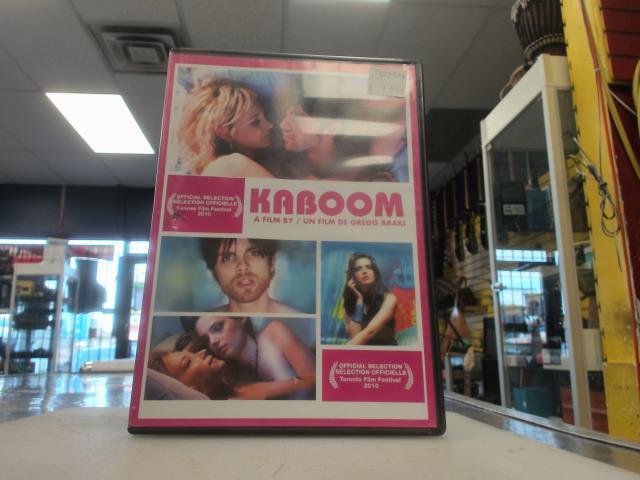 OFFICIAL SELECTION
SÉLECTION OFFICIELLE
Cannes Film Festival
2010
KABOOM
A FILM BY / UN FILM DE GREGG ARAKI
OFFICIAL SELECTION
SÉLECTION OFFICIELLE
Toronto Film Festival
2010